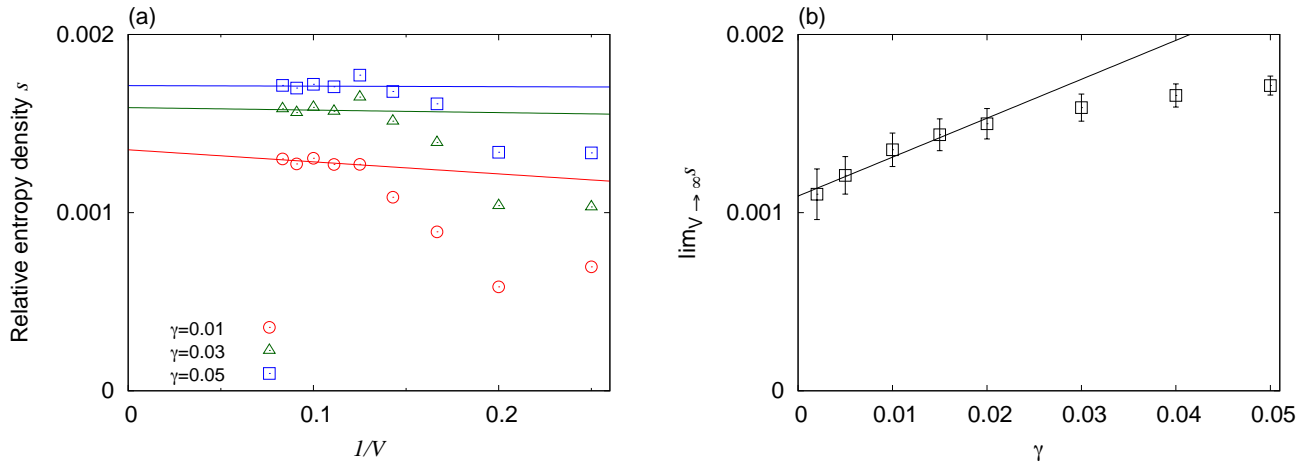 (a)
Relative entropy density s
0.002
0.001
0
0
0.1
0.2
1/V
γ=0.01
γ=0.03
γ=0.05
(b)
lim V → ∞ s
0.002
0.001
0
0
0.01
0.02
0.03
0.04
0.05
γ